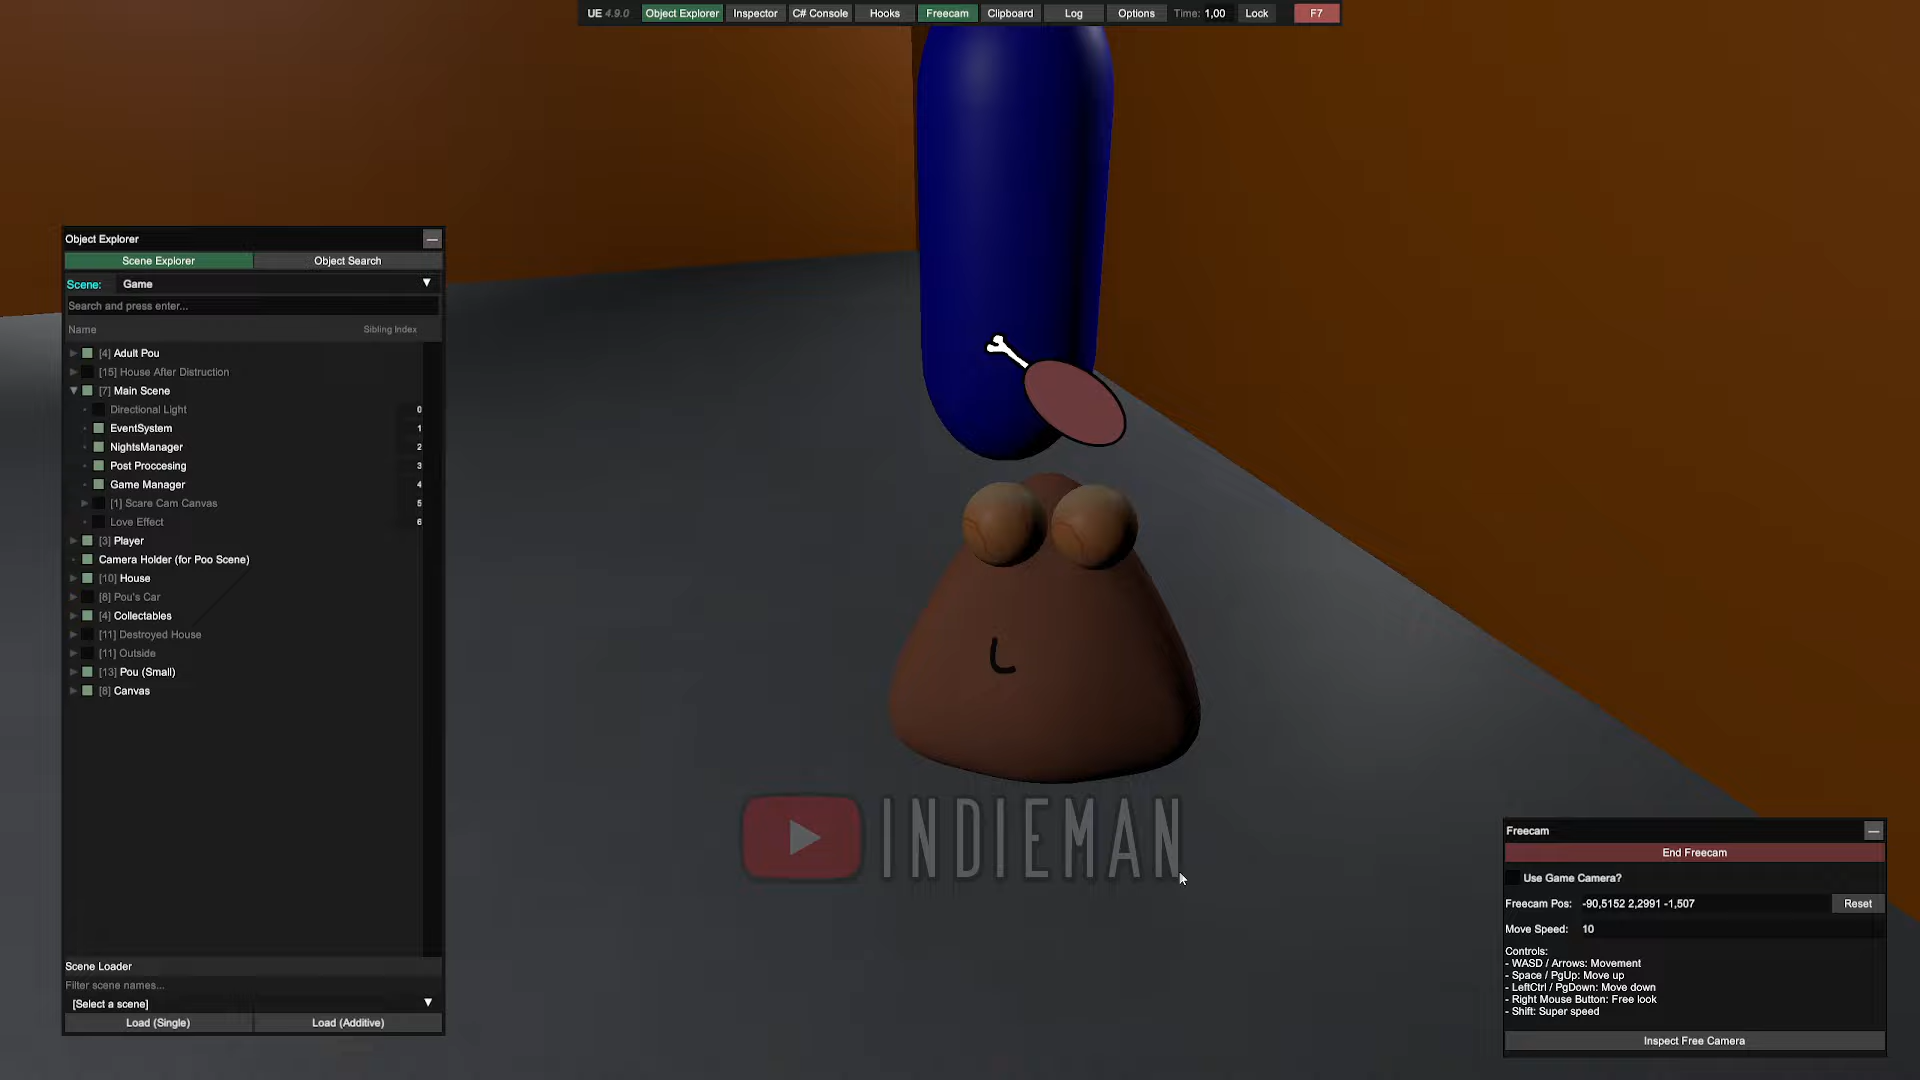 UE 4.9.0 Object Explorer Inspector C# Console Hooks Freecam Clipboard Log Options Time: 1,00 Lock F7
Object Explorer —
Scene Explorer Object Search
Scene: Game ▼
Search and press enter...
Name Sibling Index
► [4] Adult Pou
► [15] House After Distruction
▼ [7] Main Scene
Directional Light 0
EventSystem 1
NightsManager 2
Post Proccesing 3
Game Manager 4
► [1] Scare Cam Canvas 5
Love Effect 6
► [3] Player
Camera Holder (for Poo Scene)
► [10] House
► [8] Pou's Car
► [4] Collectables
► [11] Destroyed House
► [11] Outside
► [13] Pou (Small)
► [8] Canvas
Scene Loader
Filter scene names...
[Select a scene] ▼
Load (Single) Load (Additive)
INDIEMAN
Freecam —
End Freecam
Use Game Camera?
Freecam Pos: -90,5152 2,2991 -1,507 Reset
Move Speed: 10
Controls:
- WASD / Arrows: Movement
- Space / PgUp: Move up
- LeftCtrl / PgDown: Move down
- Right Mouse Button: Free look
- Shift: Super speed
Inspect Free Camera